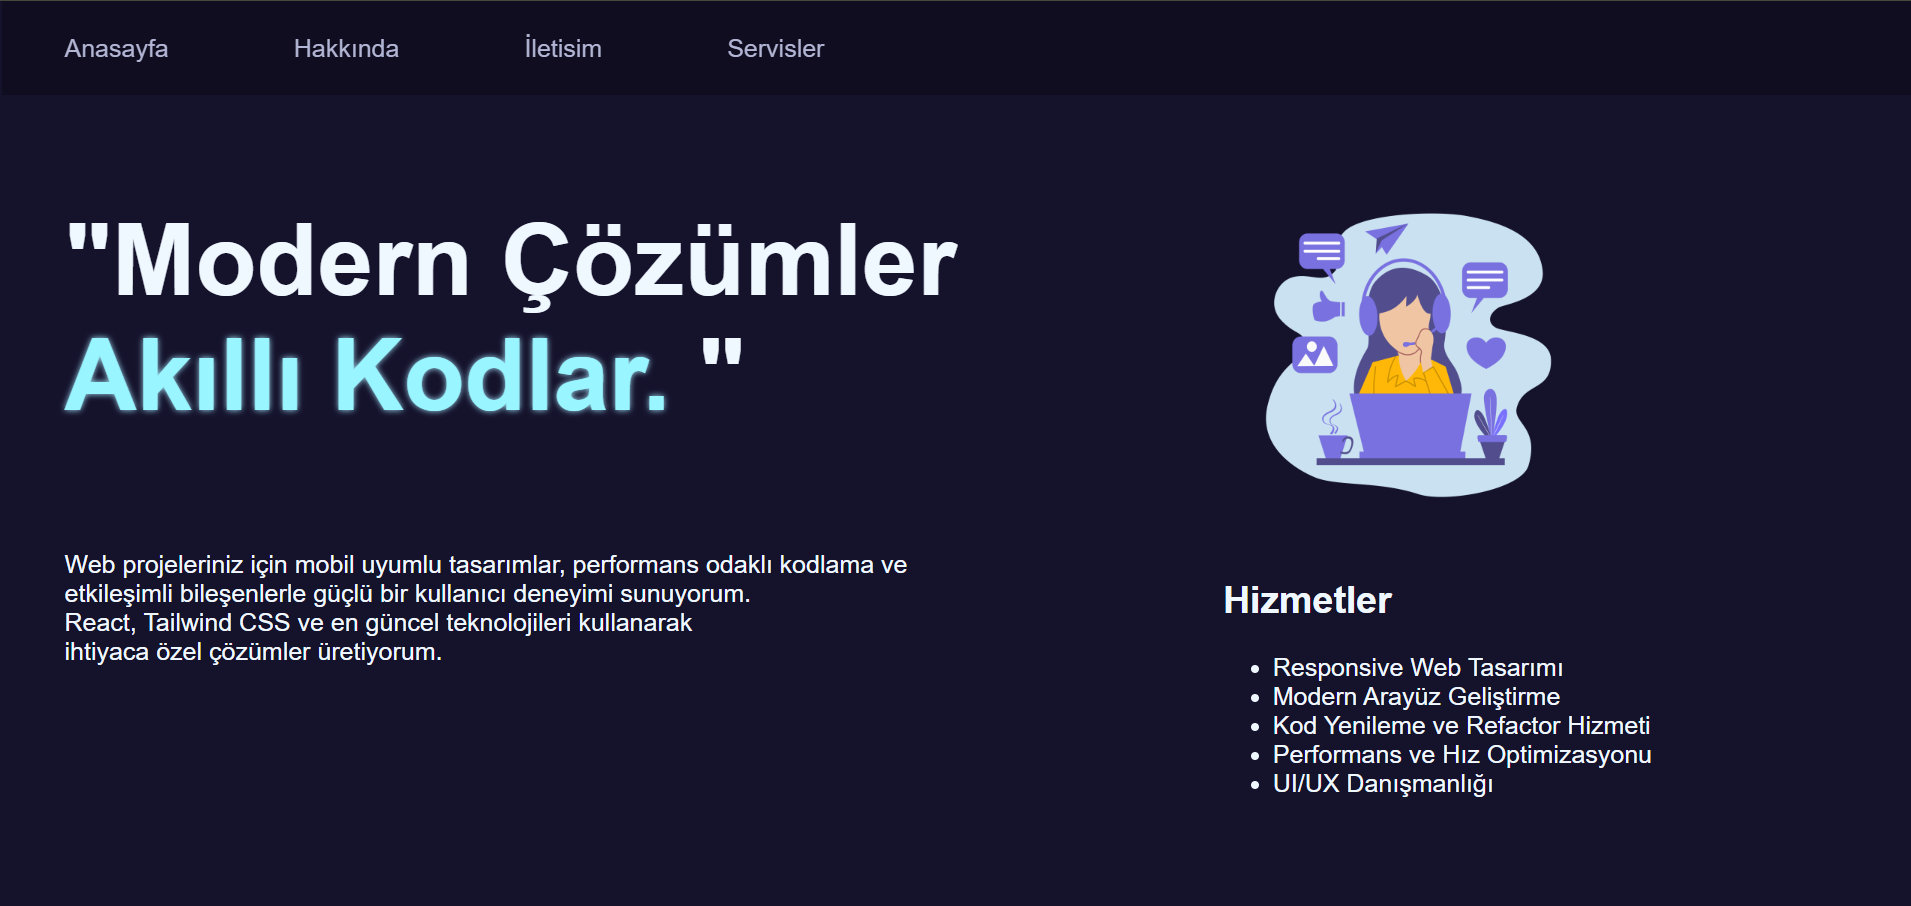 Anasayfa Hakkında İletisim Servisler
"Modern Çözümler
Akıllı Kodlar. "
Web projeleriniz için mobil uyumlu tasarımlar, performans odaklı kodlama ve
etkileşimli bileşenlerle güçlü bir kullanıcı deneyimi sunuyorum.
React, Tailwind CSS ve en güncel teknolojileri kullanarak
ihtiyaca özel çözümler üretiyorum.
Hizmetler
• Responsive Web Tasarımı
• Modern Arayüz Geliştirme
• Kod Yenileme ve Refactor Hizmeti
• Performans ve Hız Optimizasyonu
• UI/UX Danışmanlığı